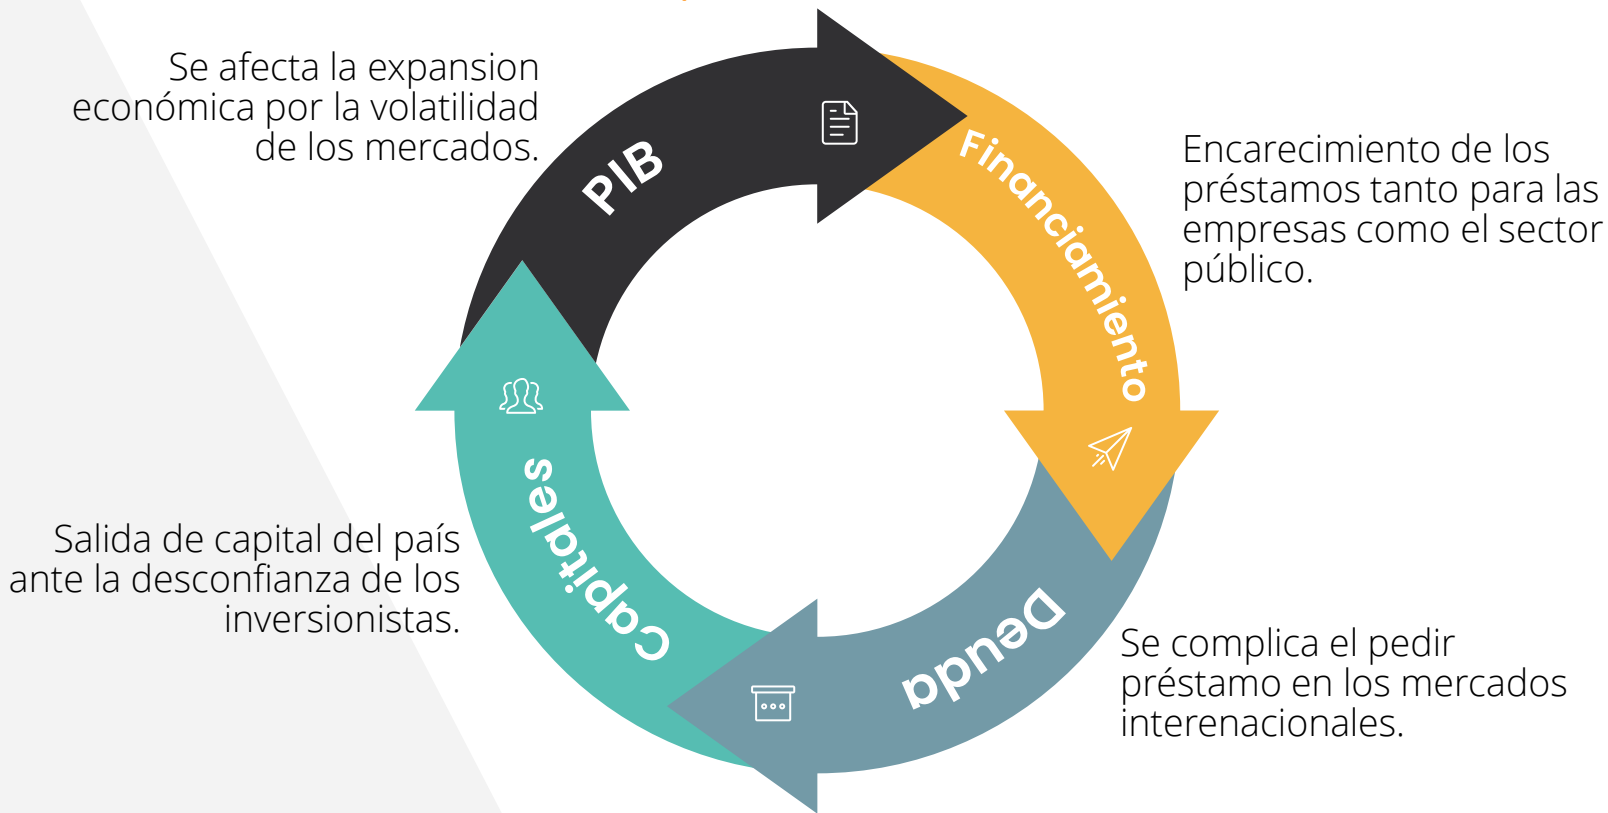 Se afecta la expansion
económica por la volatilidad
de los mercados.
PIB
Financiamiento
Encarecimiento de los
préstamos tanto para las
empresas como el sector
público.
Deuda
Se complica el pedir
préstamo en los mercados
interenacionales.
Capitales
Salida de capital del país
ante la desconfianza de los
inversionistas.